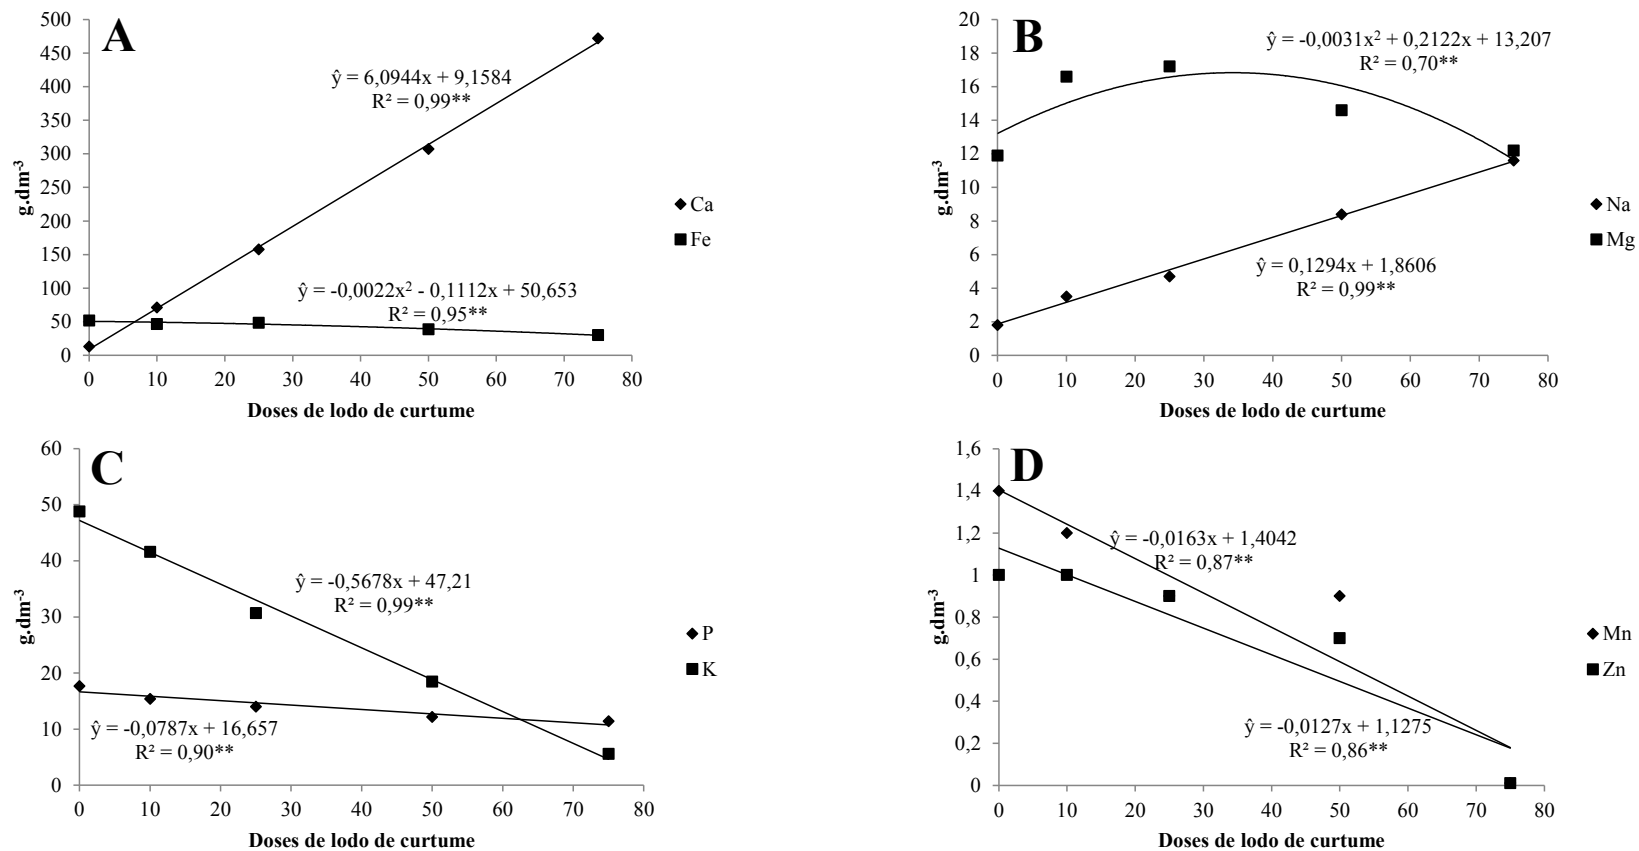 A
500
450
400
350
300
250
200
150
100
50
0
g.dm-3
ŷ = 6,0944x + 9,1584
R² = 0,99**
ŷ = -0,0022x² - 0,1112x + 50,653
R² = 0,95**
Ca
Fe
0 10 20 30 40 50 60 70 80
Doses de lodo de curtume
B
20
18
16
14
12
10
8
6
4
2
0
g.dm-3
ŷ = -0,0031x² + 0,2122x + 13,207
R² = 0,70**
ŷ = 0,1294x + 1,8606
R² = 0,99**
Na
Mg
0 10 20 30 40 50 60 70 80
Doses de lodo de curtume
C
60
50
40
30
20
10
0
g.dm-3
ŷ = -0,5678x + 47,21
R² = 0,99**
ŷ = -0,0787x + 16,657
R² = 0,90**
P
K
0 10 20 30 40 50 60 70 80
Doses de lodo de curtume
D
1,6
1,4
1,2
1
0,8
0,6
0,4
0,2
0
g.dm-3
ŷ = -0,0163x + 1,4042
R² = 0,87**
ŷ = -0,0127x + 1,1275
R² = 0,86**
Mn
Zn
0 10 20 30 40 50 60 70 80
Doses de lodo de curtume